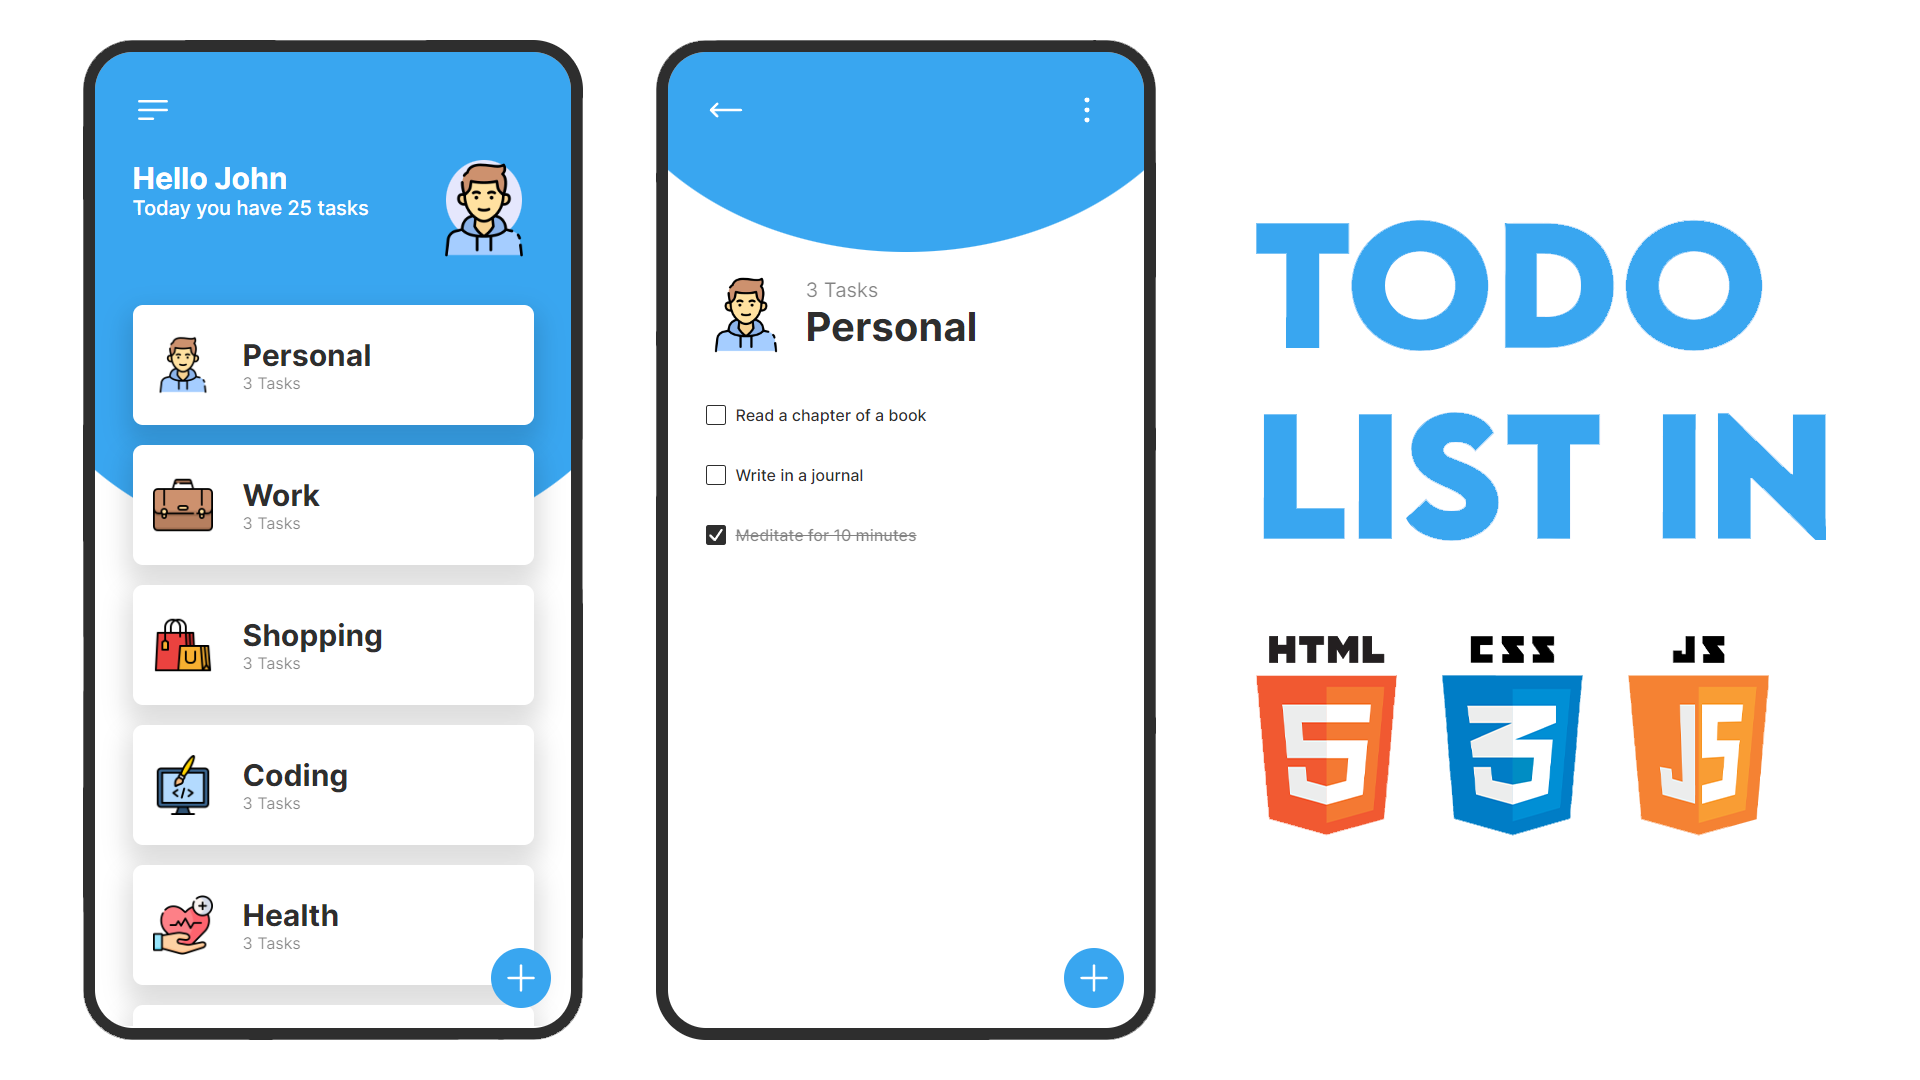 Hello John
Today you have 25 tasks
Personal
3 Tasks
Work
3 Tasks
Shopping
3 Tasks
Coding
3 Tasks
</>
Health
3 Tasks
3 Tasks
Personal
Read a chapter of a book
Write in a journal
Meditate for 10 minutes
TODO
LIST IN
HTML
5
CSS
3
JS
JS